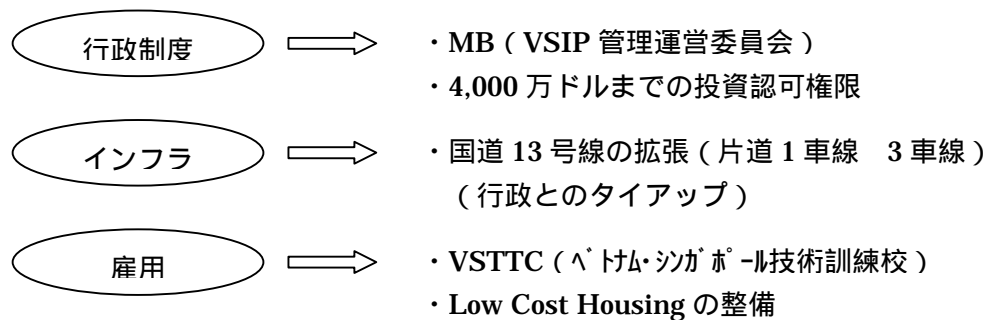 行政制度
・MB（VSIP 管理運営委員会）
・4,000 万ドルまでの投資認可権限
インフラ
・国道 13 号線の拡張（片道 1 車線　3 車線）
（行政とのタイアップ）
雇用
・VSTTC（ﾍﾞﾄﾅﾑ･ｼﾝｶﾞﾎﾟｰﾙ技術訓練校）
・Low Cost Housing の整備